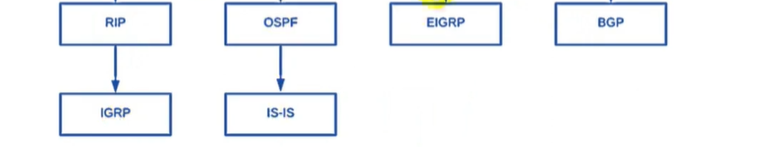 RIP
OSPF
EIGRP
BGP
IGRP
IS-IS